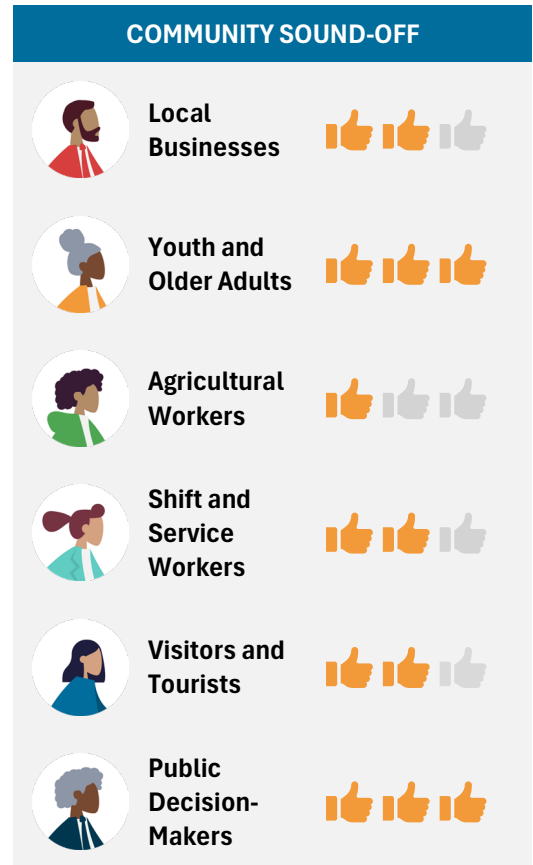 COMMUNITY SOUND-OFF
Local
Businesses
Youth and
Older Adults
Agricultural
Workers
Shift and
Service
Workers
Visitors and
Tourists
Public
Decision-
Makers